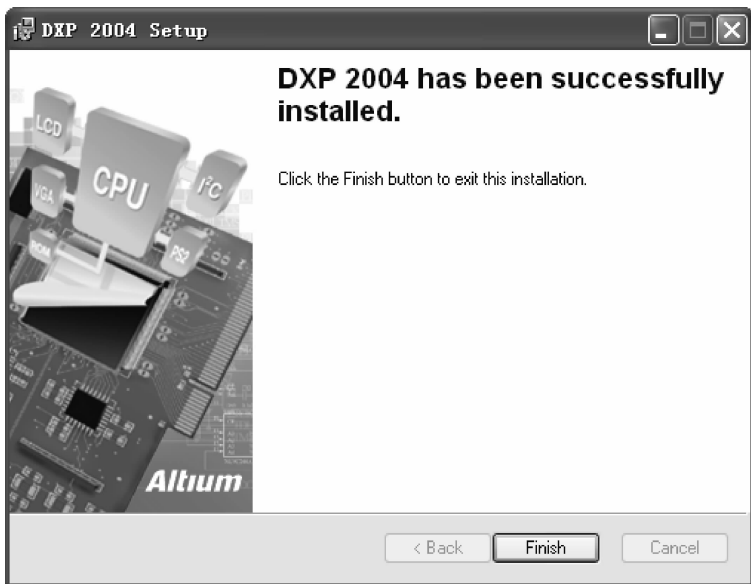 DXP 2004 Setup
DXP 2004 has been successfully
installed.
Click the Finish button to exit this installation.
LCD
CPU
I²C
VGA
ROM
PS2
Altium
< Back
Finish
Cancel